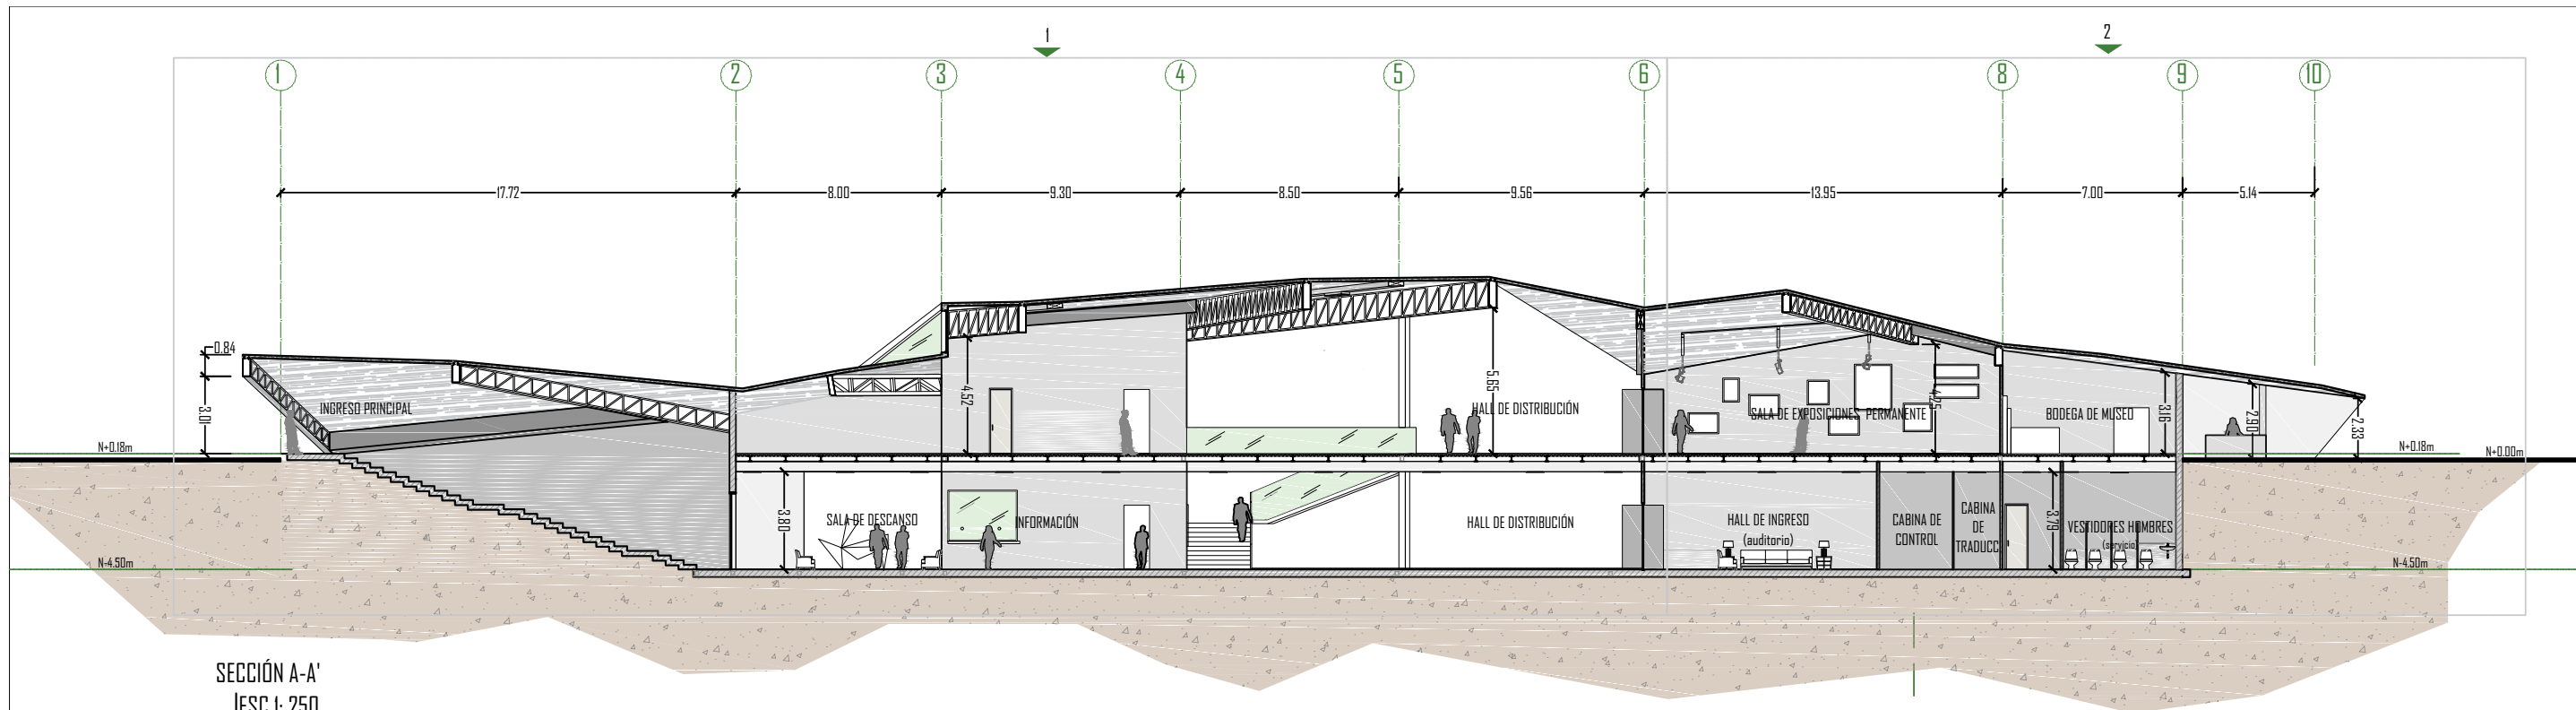 1
2
1
2
3
4
5
6
8
9
10
17.72
8.00
9.30
8.50
9.56
13.95
7.00
5.14
0.84
3.01
4.52
5.65
3.16
2.90
2.33
INGRESO PRINCIPAL
HALL DE DISTRIBUCIÓN
SALA DE EXPOSICIONES PERMANENTE
BODEGA DE MUSEO
N+0.18m
N+0.18m
N+0.00m
3.80
SALA DE DESCANSO
INFORMACIÓN
HALL DE DISTRIBUCIÓN
HALL DE INGRESO
(auditorio)
CABINA DE
CONTROL
CABINA
DE
TRADUCC
3.79
VESTIDORES HOMBRES
(servicio)
N-4.50m
N-4.50m
SECCIÓN A-A'
ESC 1: 250